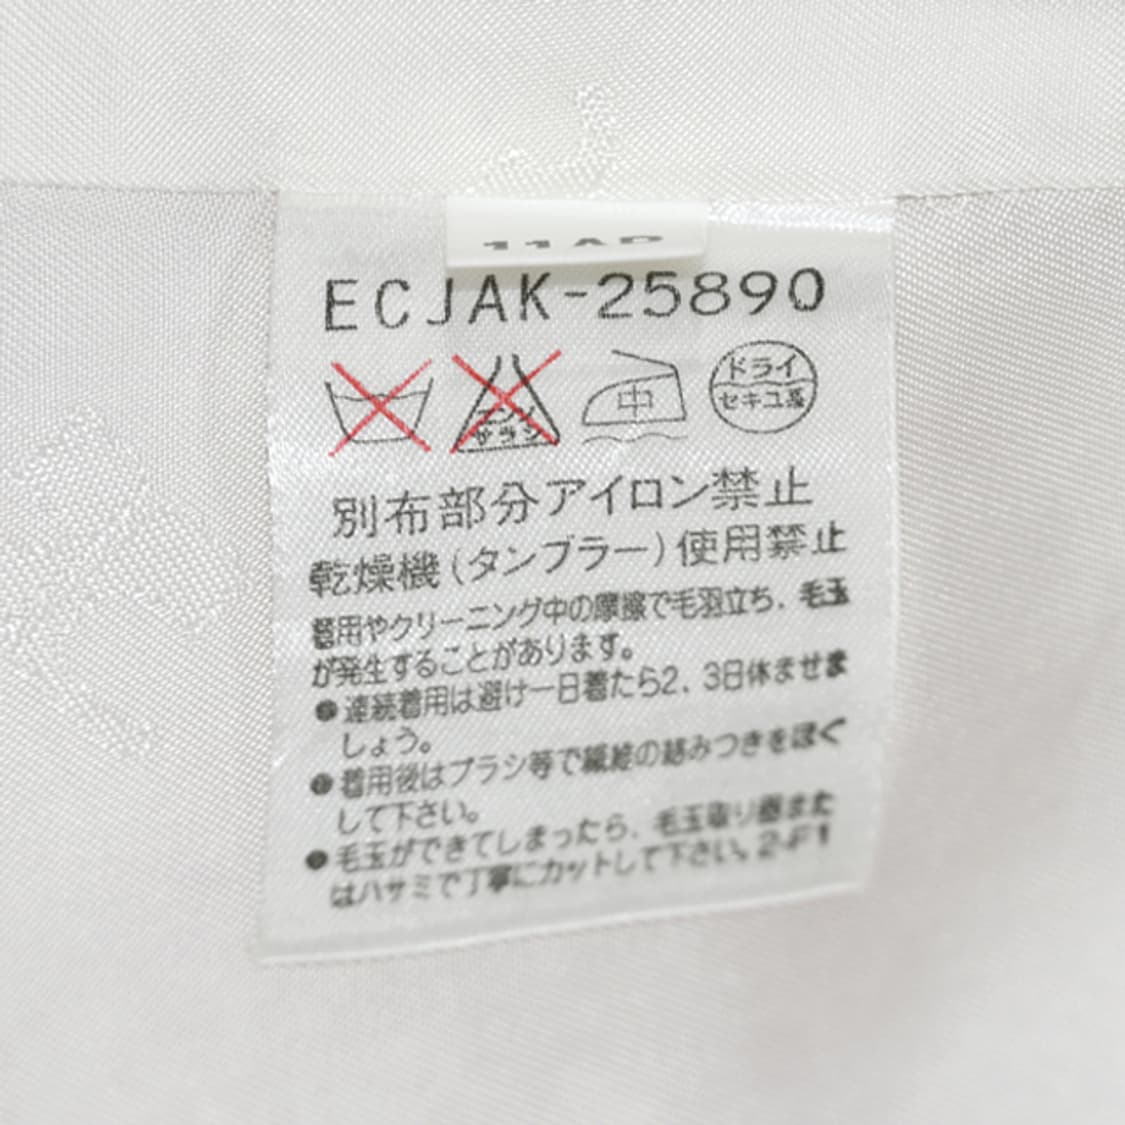 ECJAK-25890
エンソ
サラシ
中
ドライ
セキユ系
別布部分アイロン禁止
乾燥機(タンブラー)使用禁止
着用やクリーニング中の摩擦で毛羽立ち、毛玉
が発生することがあります。
●連続着用は避け一日着たら2、3日休ませま
しょう。
●着用後はブラシ等で繊維の絡みつきをほぐ
して下さい。
●毛玉ができてしまったら、毛玉取り器また
はハサミで丁寧にカットして下さい。2-F1